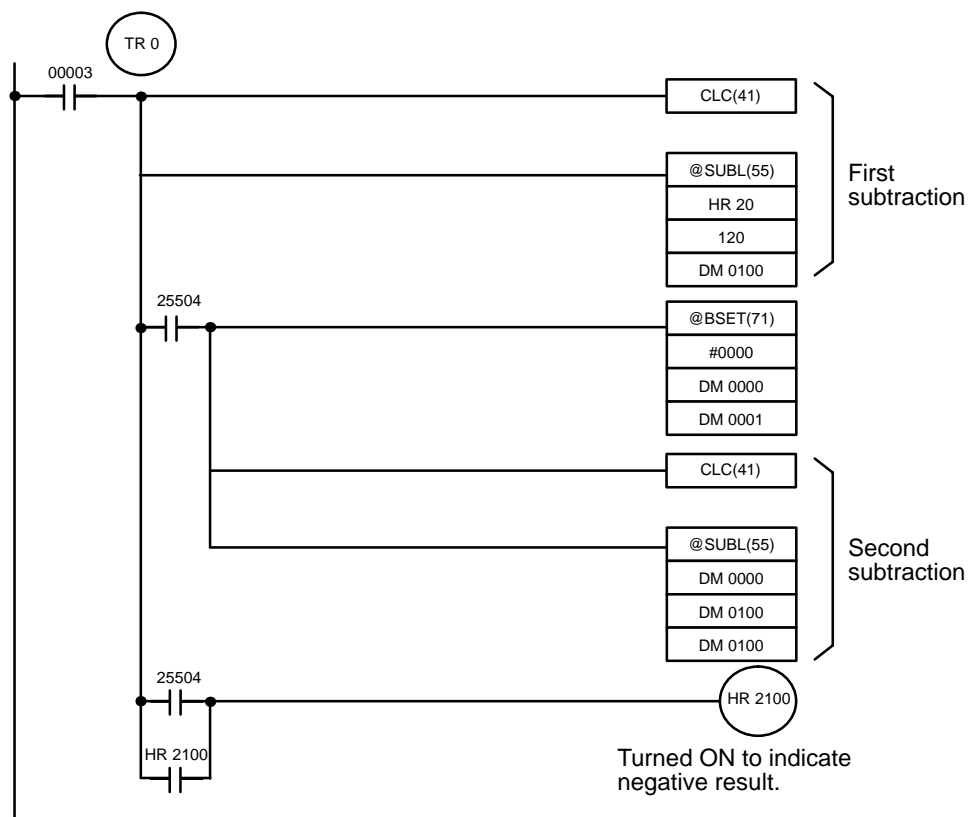 TR 0
00003
CLC(41)
@SUBL(55)
HR 20
120
DM 0100
First
subtraction
25504
@BSET(71)
#0000
DM 0000
DM 0001
CLC(41)
@SUBL(55)
DM 0000
DM 0100
DM 0100
Second
subtraction
25504
HR 2100
HR 2100
Turned ON to indicate
negative result.